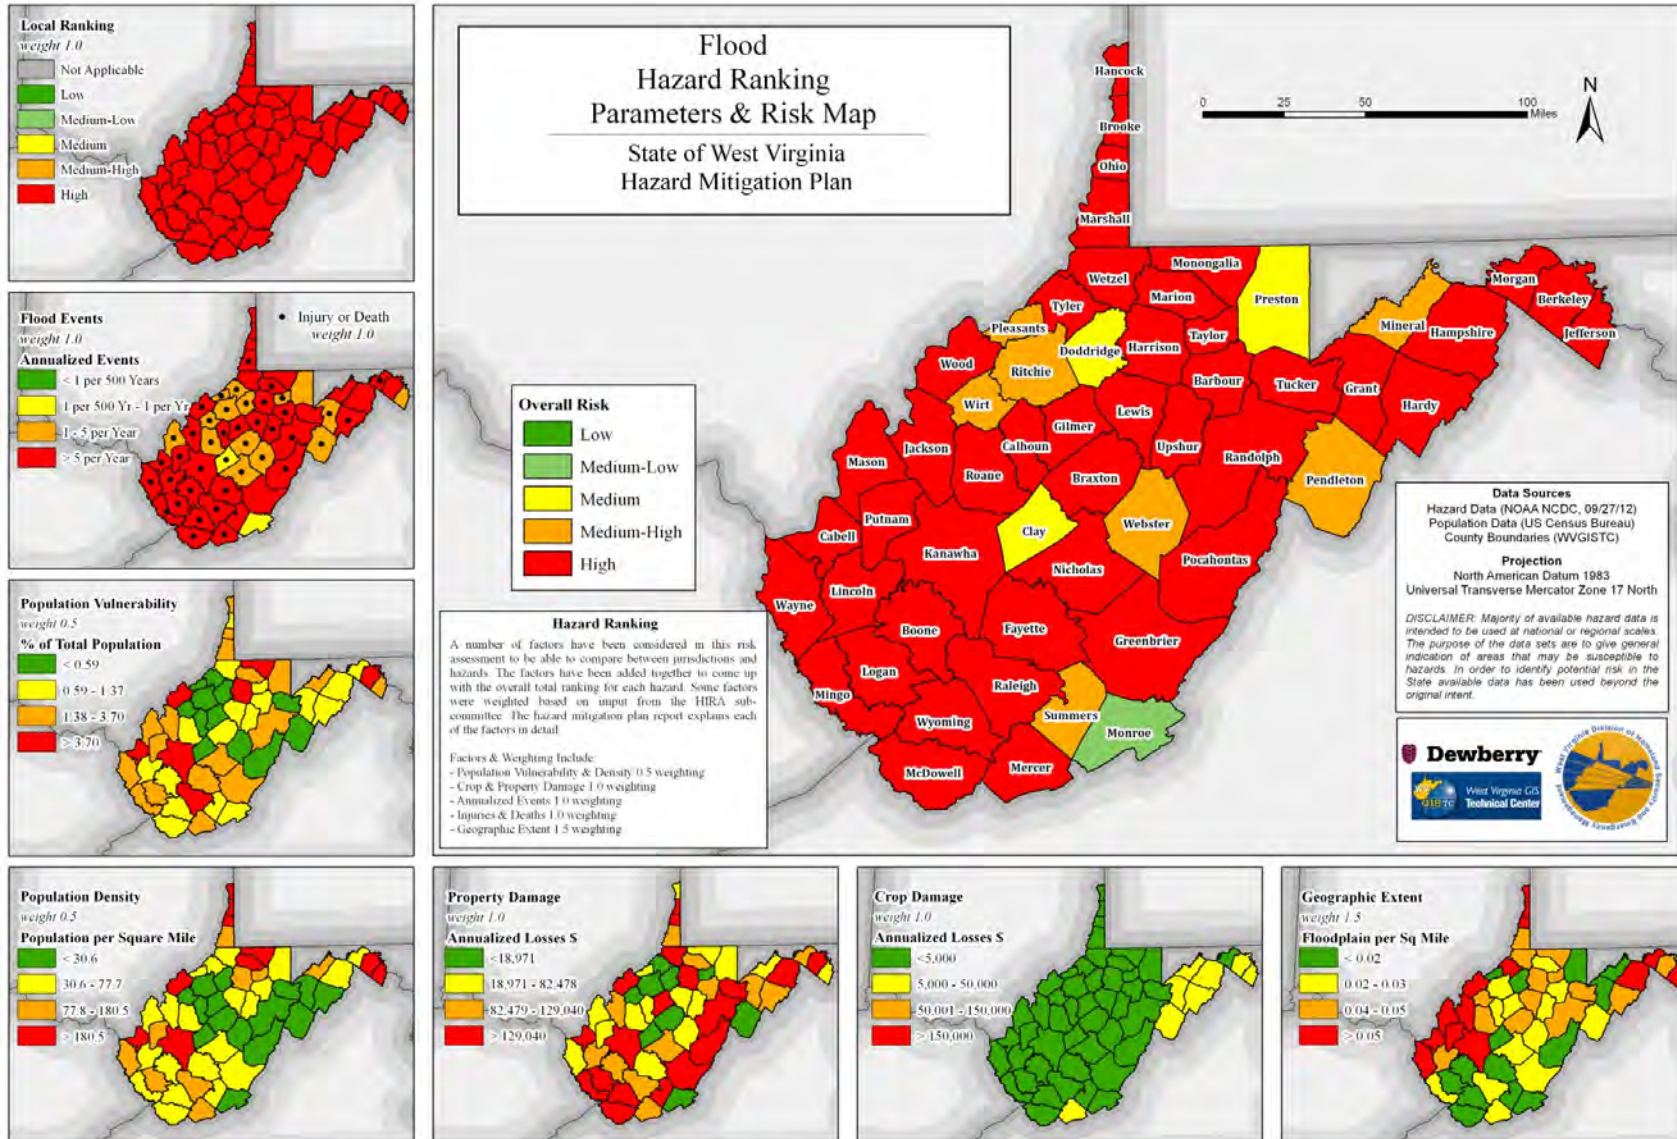 Local Ranking
weight 1.0
Not Applicable
Low
Medium-Low
Medium
Medium-High
High
Flood Events
weight 1.0
Annualized Events
< 1 per 500 Years
1 per 500 Yr - 1 per Yr
1 - 5 per Year
> 5 per Year
Injury or Death
weight 1.0
Population Vulnerability
weight 0.5
% of Total Population
< 0.59
0.59 - 1.37
1.38 - 3.70
> 3.70
Population Density
weight 0.5
Population per Square Mile
< 30.6
30.6 - 77.7
77.8 - 180.5
> 180.5
Flood
Hazard Ranking
Parameters & Risk Map
State of West Virginia
Hazard Mitigation Plan
0 25 50 100
Miles
N
Hancock
Brooke
Ohio
Marshall
Wetzel
Monongalia
Marion
Preston
Morgan
Berkeley
Jefferson
Mineral
Hampshire
Tyler
Pleasants
Doddridge
Harrison
Taylor
Wood
Ritchie
Wirt
Barbour
Tucker
Grant
Hardy
Lewis
Gilmer
Calhoun
Upshur
Randolph
Jackson
Mason
Roane
Braxton
Pendleton
Webster
Clay
Putnam
Cabell
Kanawha
Nicholas
Pocahontas
Wayne
Lincoln
Boone
Fayette
Greenbrier
Logan
Mingo
Raleigh
Wyoming
Summers
Monroe
McDowell
Mercer
Overall Risk
Low
Medium-Low
Medium
Medium-High
High
Hazard Ranking
A number of factors have been considered in this risk
assessment to be able to compare between jurisdictions and
hazards. The factors have been added together to come up
with the overall total ranking for each hazard. Some factors
were weighted based on imput from the HIRA sub-
committee. The hazard mitigation plan report explains each
of the factors in detail
Factors & Weighting Include
- Population Vulnerability & Density 0.5 weighting
- Crop & Property Damage 1.0 weighting
- Annualized Events 1.0 weighting
- Injuries & Deaths 1.0 weighting
- Geographic Extent 1.5 weighting
Data Sources
Hazard Data (NOAA NCDC, 09/27/12)
Population Data (US Census Bureau)
County Boundaries (WVGISTC)
Projection
North American Datum 1983
Universal Transverse Mercator Zone 17 North
DISCLAIMER: Majority of available hazard data is
intended to be used at national or regional scales.
The purpose of the data sets are to give general
indication of areas that may be susceptible to
hazards. In order to identify potential risk in the
State available data has been used beyond the
original intent.
Dewberry
West Virginia GIS
Technical Center
West Virginia Division of Homeland Security and Emergency Management
Property Damage
weight 1.0
Annualized Losses $
<18,971
18,971 - 82,478
82,479 - 129,040
> 129,040
Crop Damage
weight 1.0
Annualized Losses $
<5,000
5,000 - 50,000
50,001 - 150,000
> 150,000
Geographic Extent
weight 1.5
Floodplain per Sq Mile
< 0.02
0.02 - 0.03
0.04 - 0.05
> 0.05